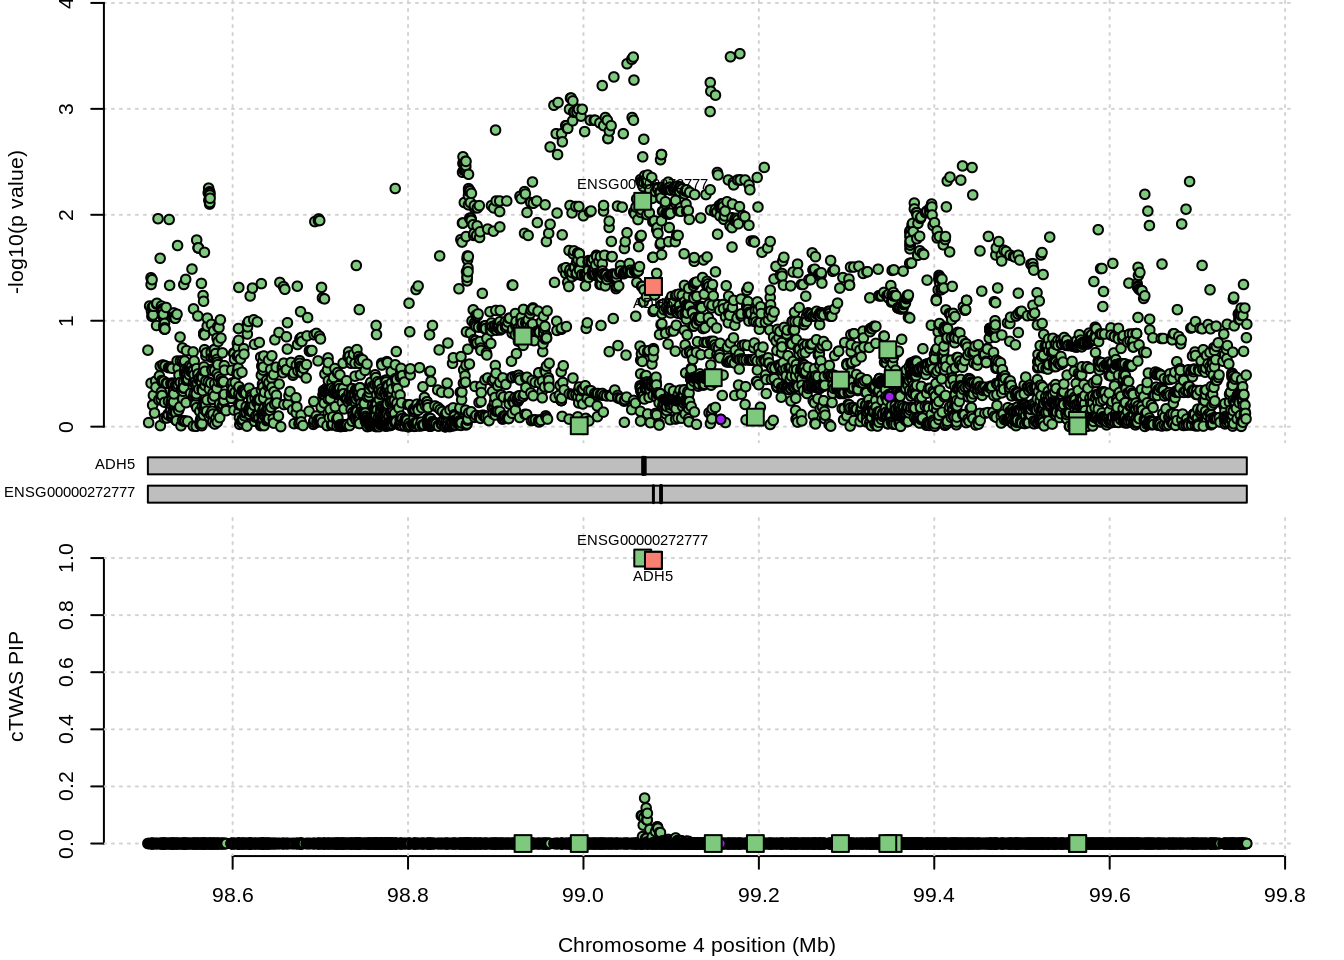 4
3
2
1
0
-log10(p value)
ENSG00000272777
ADH5
ADH5
ENSG00000272777
ENSG00000272777
ADH5
1.0
0.8
0.6
0.4
0.2
0.0
cTWAS PIP
98.6 98.8 99.0 99.2 99.4 99.6 99.8
Chromosome 4 position (Mb)